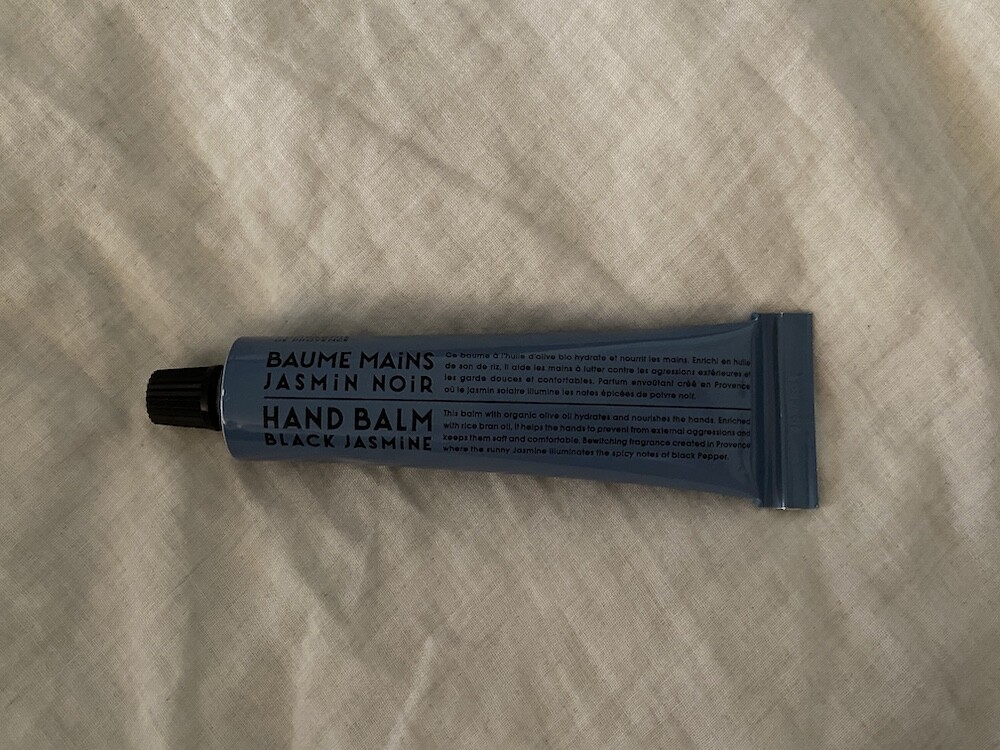 DE PROVENCE
BAUME MAiNS
JASMiN NOiR
Ce baume à l'huile d'olive bio hydrate et nourrit les mains. Enrichi en huile
de son de riz, il aide les mains à lutter contre les agressions extérieures et
les garde douces et confortables. Parfum envoûtant créé en Provence
où le jasmin solaire illumine les notes épicées de poivre noir.
HAND BALM
BLACK JASMiNE
This balm with organic olive oil hydrates and nourishes the hands. Enriched
with rice bran oil, it helps the hands to prevent from external aggressions and
keeps them soft and comfortable. Bewitching fragrance created in Provence
where the sunny Jasmine illuminates the spicy notes of black Pepper.